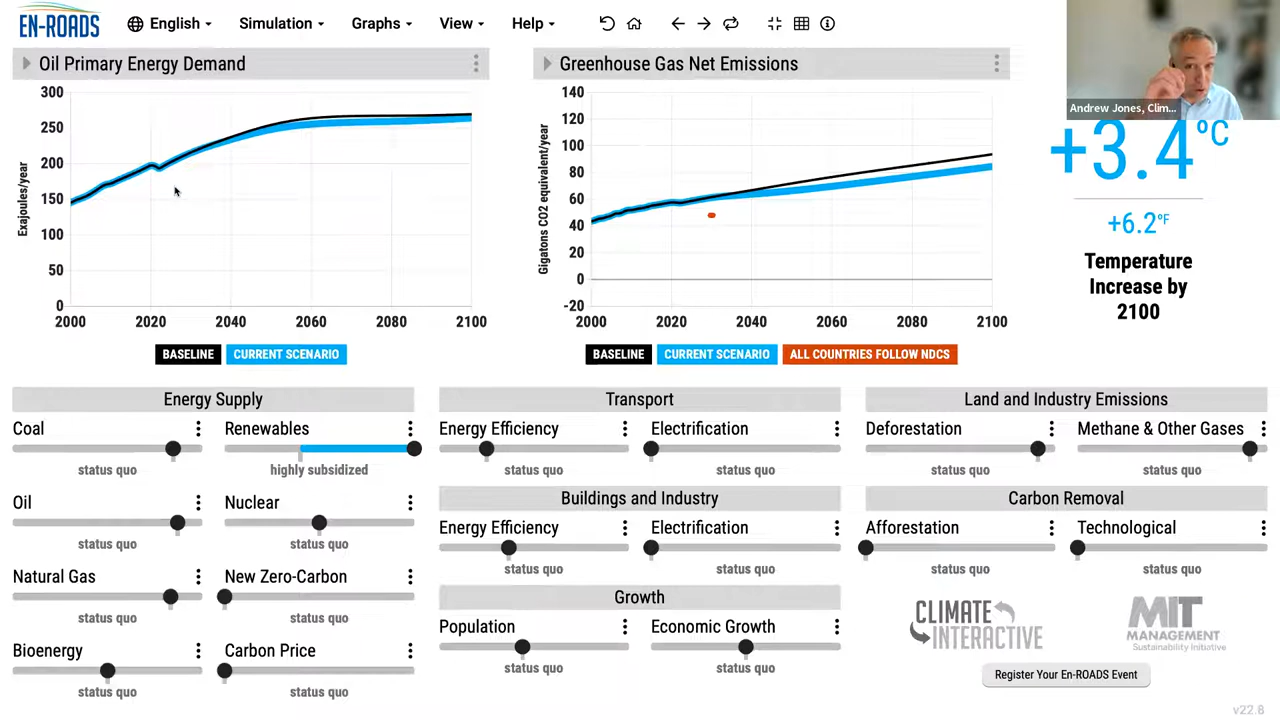 EN-ROADS
English
Simulation
Graphs
View
Help
Andrew Jones, Clim...
Oil Primary Energy Demand
300
250
200
150
100
50
0
Exajoules/year
2000 2020 2040 2060 2080 2100
BASELINE
CURRENT SCENARIO
Greenhouse Gas Net Emissions
140
120
100
80
60
40
20
0
-20
Gigatons CO2 equivalent/year
2000 2020 2040 2060 2080 2100
BASELINE
CURRENT SCENARIO
ALL COUNTRIES FOLLOW NDCS
+3.4°C
+6.2°F
Temperature
Increase by
2100
Energy Supply
Coal
status quo
Renewables
highly subsidized
Oil
status quo
Nuclear
status quo
Natural Gas
status quo
New Zero-Carbon
status quo
Bioenergy
status quo
Carbon Price
status quo
Transport
Energy Efficiency
status quo
Electrification
status quo
Buildings and Industry
Energy Efficiency
status quo
Electrification
status quo
Growth
Population
status quo
Economic Growth
status quo
Land and Industry Emissions
Deforestation
status quo
Methane & Other Gases
status quo
Carbon Removal
Afforestation
status quo
Technological
status quo
CLIMATE
INTERACTIVE
MIT
MANAGEMENT
Sustainability Initiative
Register Your En-ROADS Event
v22.8